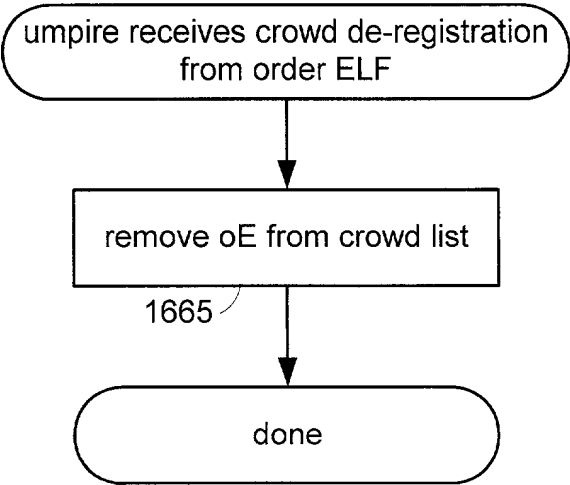 umpire receives crowd de-registration
from order ELF
remove oE from crowd list
1665
done